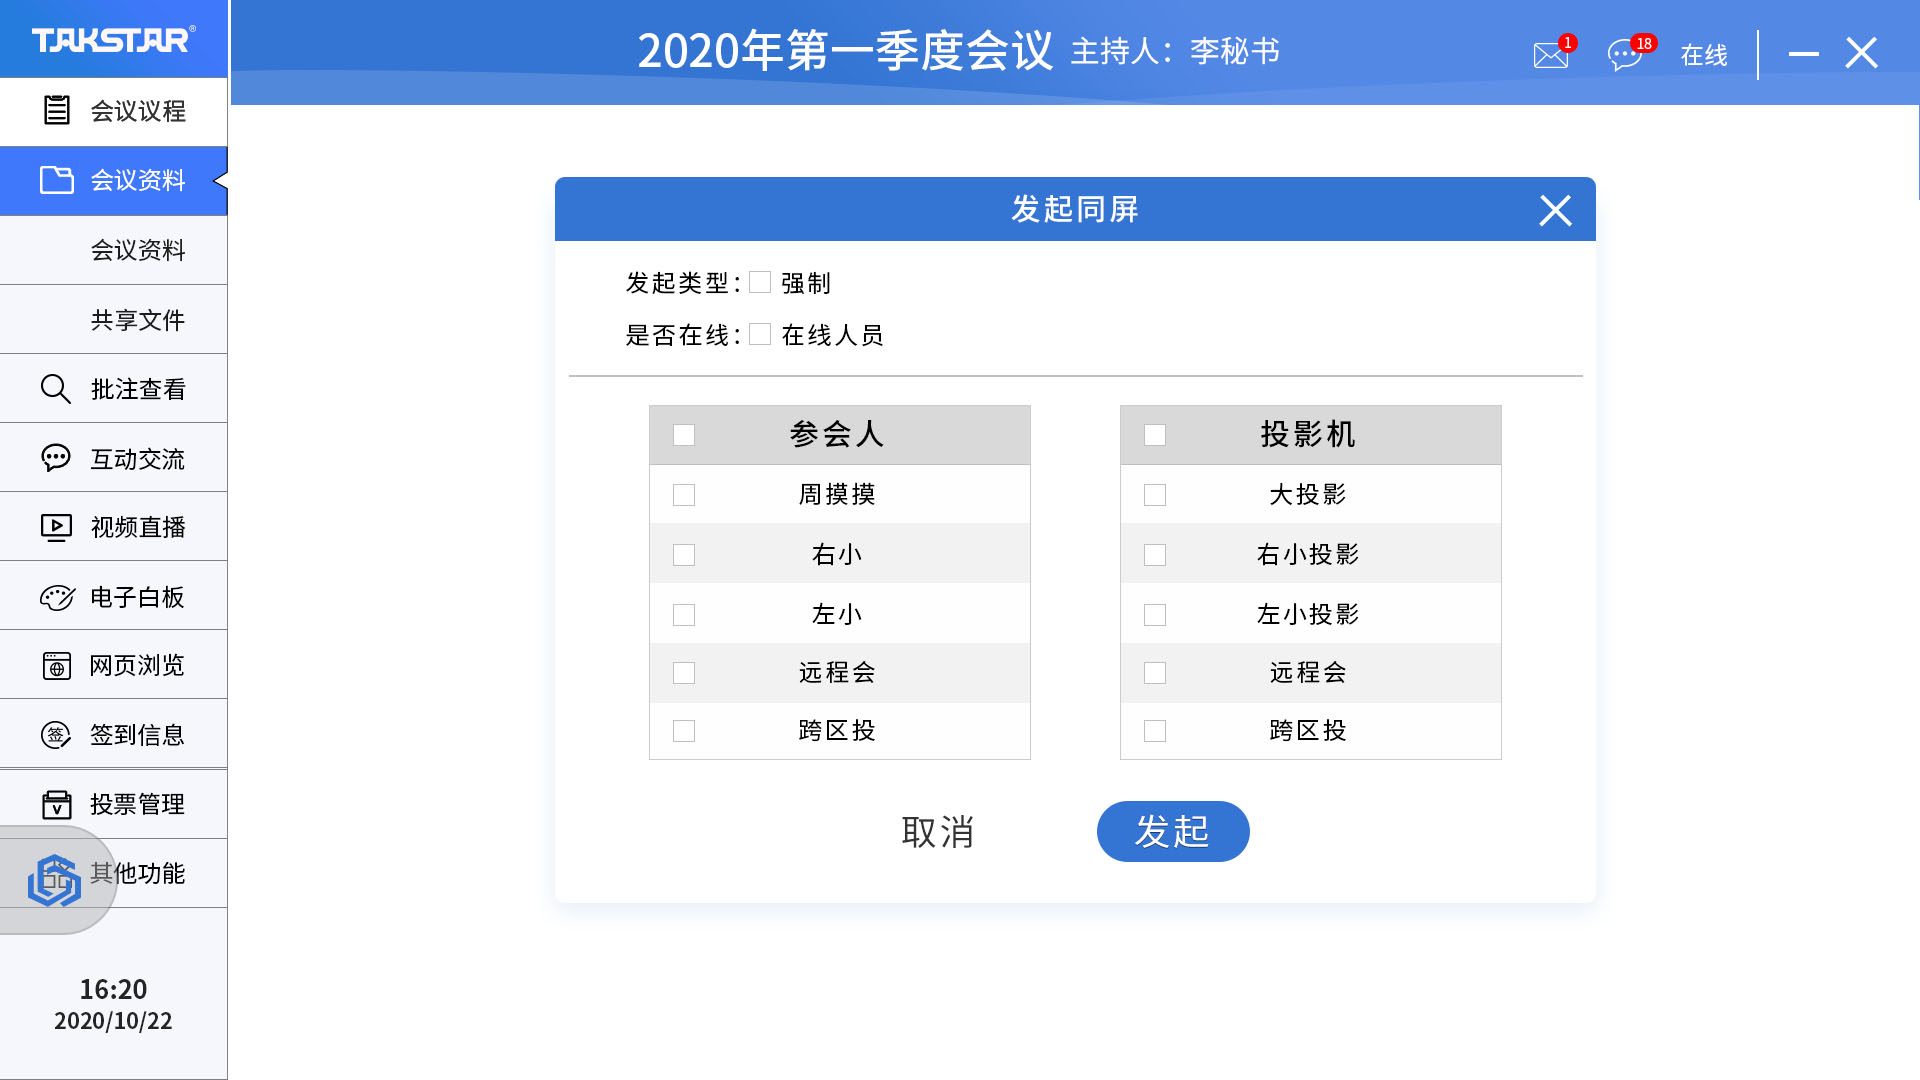 TAKSTAR®
2020年第一季度会议 主持人：李秘书
1
18
在线
会议议程
会议资料
会议资料
共享文件
批注查看
互动交流
视频直播
电子白板
网页浏览
签 签到信息
V 投票管理
其他功能
16:20
2020/10/22
发起同屏
发起类型： 强制
是否在线： 在线人员
参会人
周摸摸
右小
左小
远程会
跨区投
投影机
大投影
右小投影
左小投影
远程会
跨区投
取消
发起